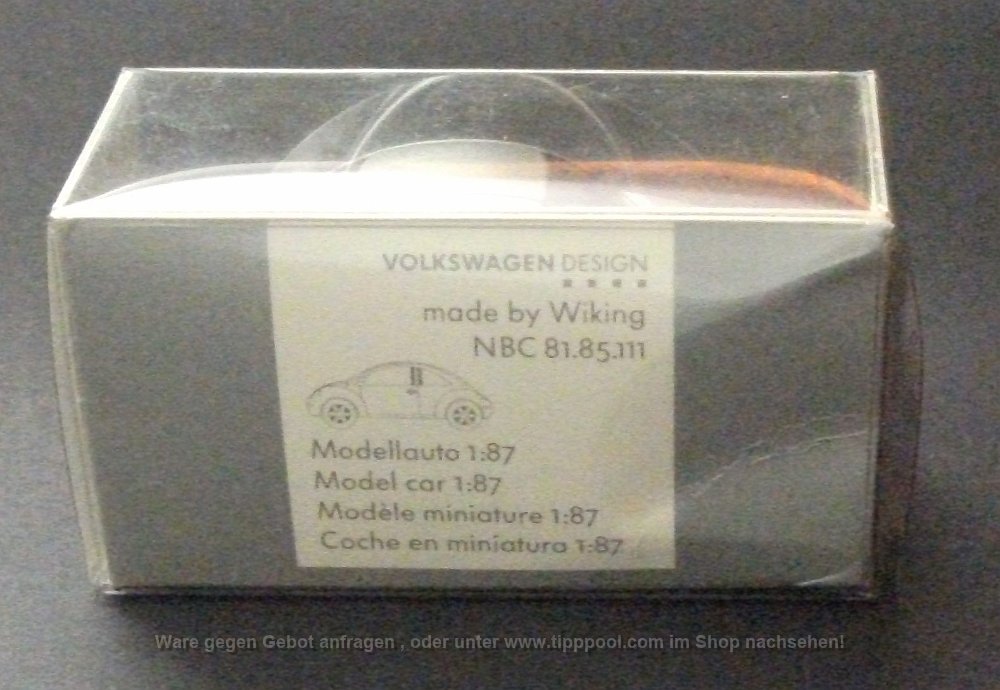 VOLKSWAGEN DESIGN
made by Wiking
NBC 81.85.111
Modellauto 1:87
Model car 1:87
Modèle miniature 1:87
Coche en miniatura 1:87
Ware gegen Gebot anfragen , oder unter www.tipppool.com im Shop nachsehen!